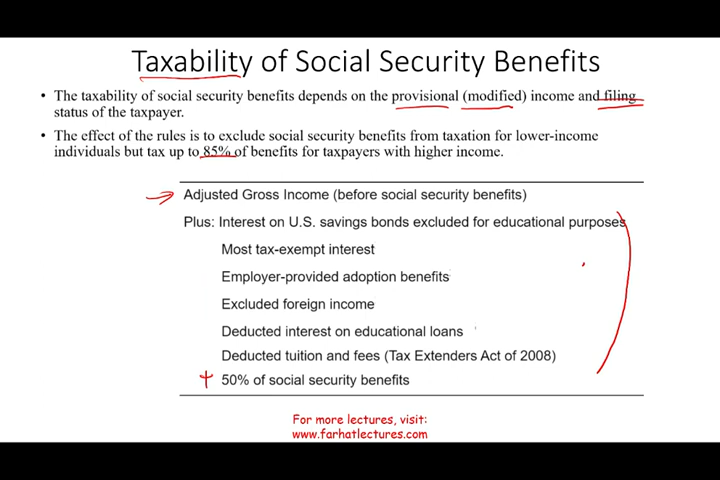 Taxability of Social Security Benefits
• The taxability of social security benefits depends on the provisional (modified) income and filing
status of the taxpayer.
• The effect of the rules is to exclude social security benefits from taxation for lower-income
individuals but tax up to 85% of benefits for taxpayers with higher income.
Adjusted Gross Income (before social security benefits)
Plus: Interest on U.S. savings bonds excluded for educational purposes
Most tax-exempt interest
Employer-provided adoption benefits
Excluded foreign income
Deducted interest on educational loans
Deducted tuition and fees (Tax Extenders Act of 2008)
+ 50% of social security benefits
For more lectures, visit:
www.farhatlectures.com